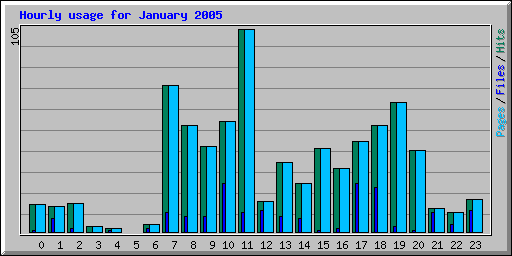 Hourly usage for January 2005
105
Pages / Files / Hits
0 1 2 3 4 5 6 7 8 9 10 11 12 13 14 15 16 17 18 19 20 21 22 23